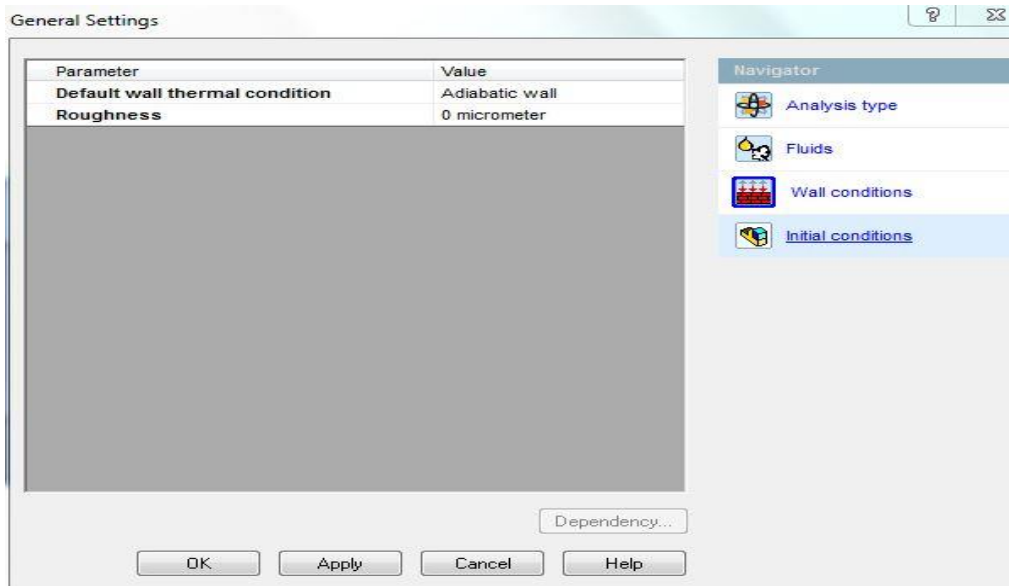 General Settings
Parameter Value
Default wall thermal condition Adiabatic wall
Roughness 0 micrometer
Navigator
Analysis type
Fluids
Wall conditions
Initial conditions
Dependency...
OK Apply Cancel Help